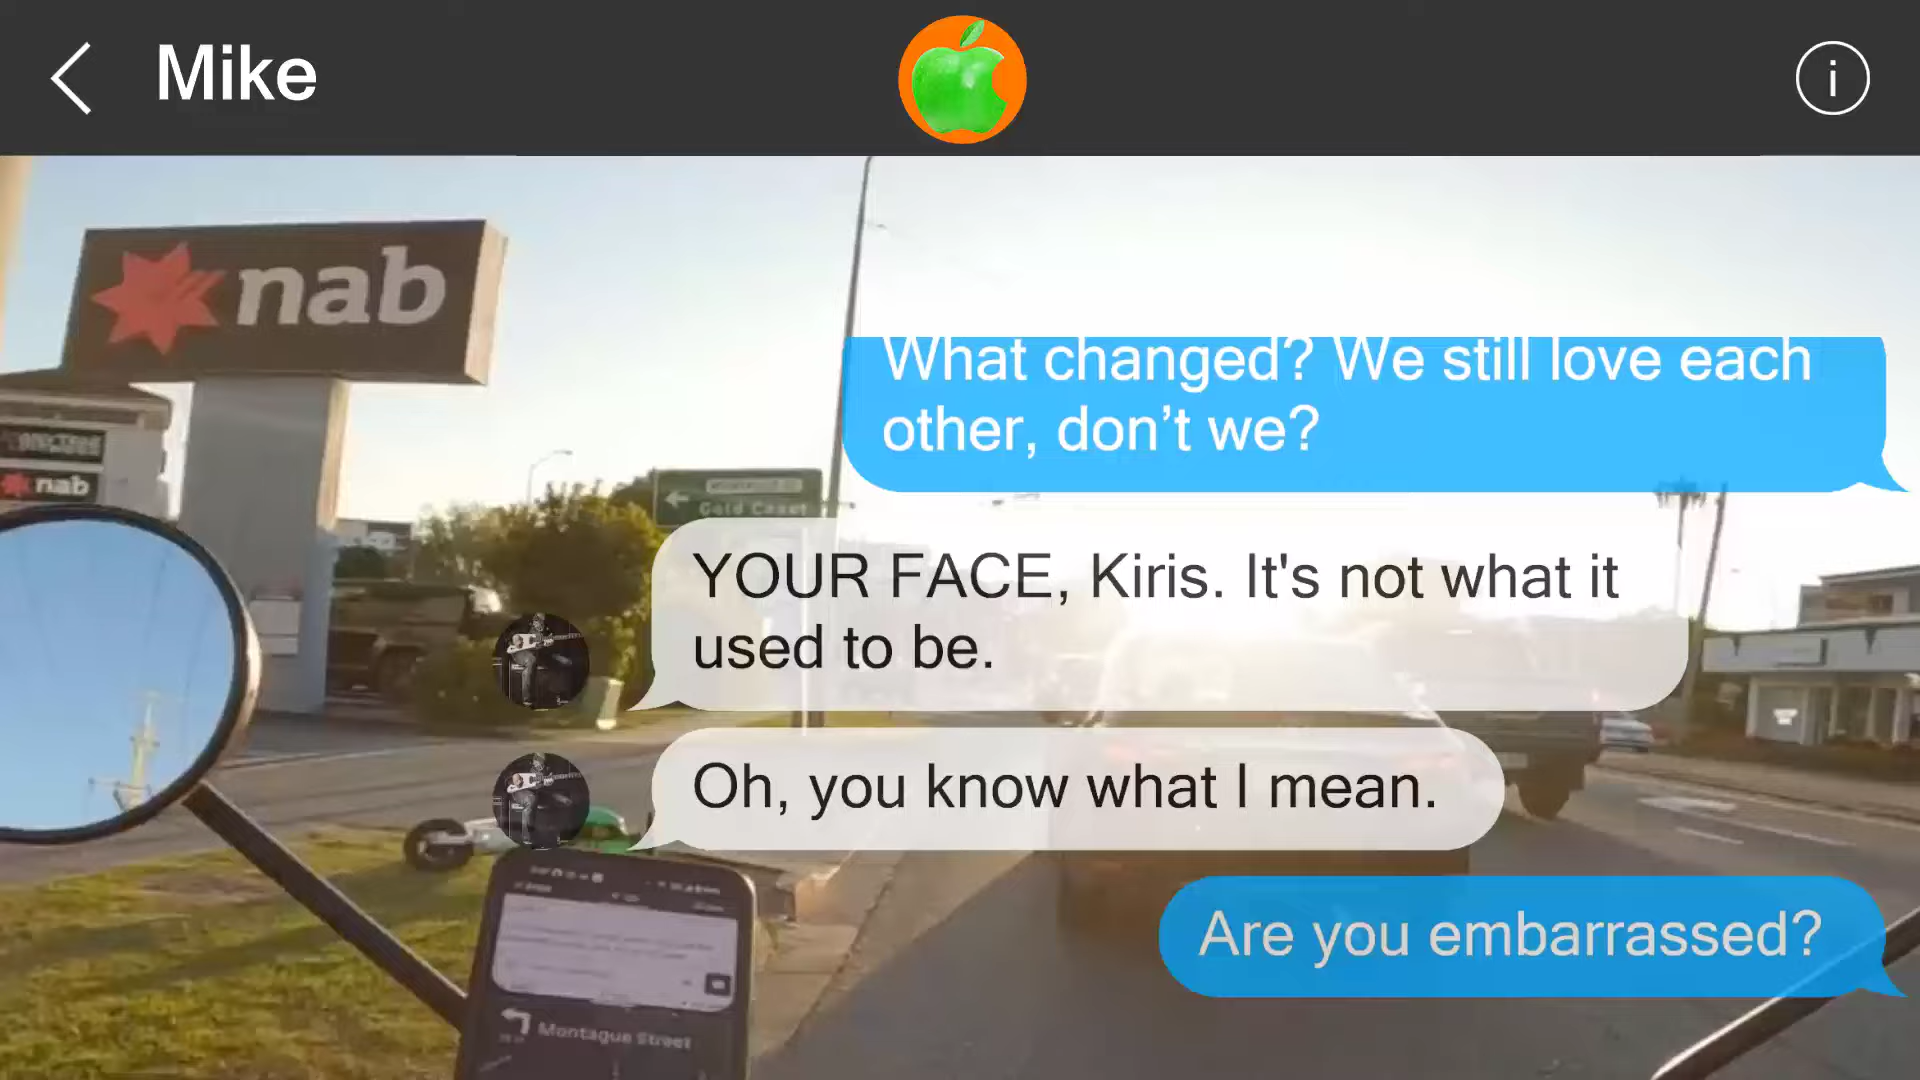 Mike
i
nab
What changed? We still love each
other, don’t we?
nab
Gold Coast
YOUR FACE, Kiris. It's not what it
used to be.
Oh, you know what I mean.
Are you embarrassed?
Montague Street